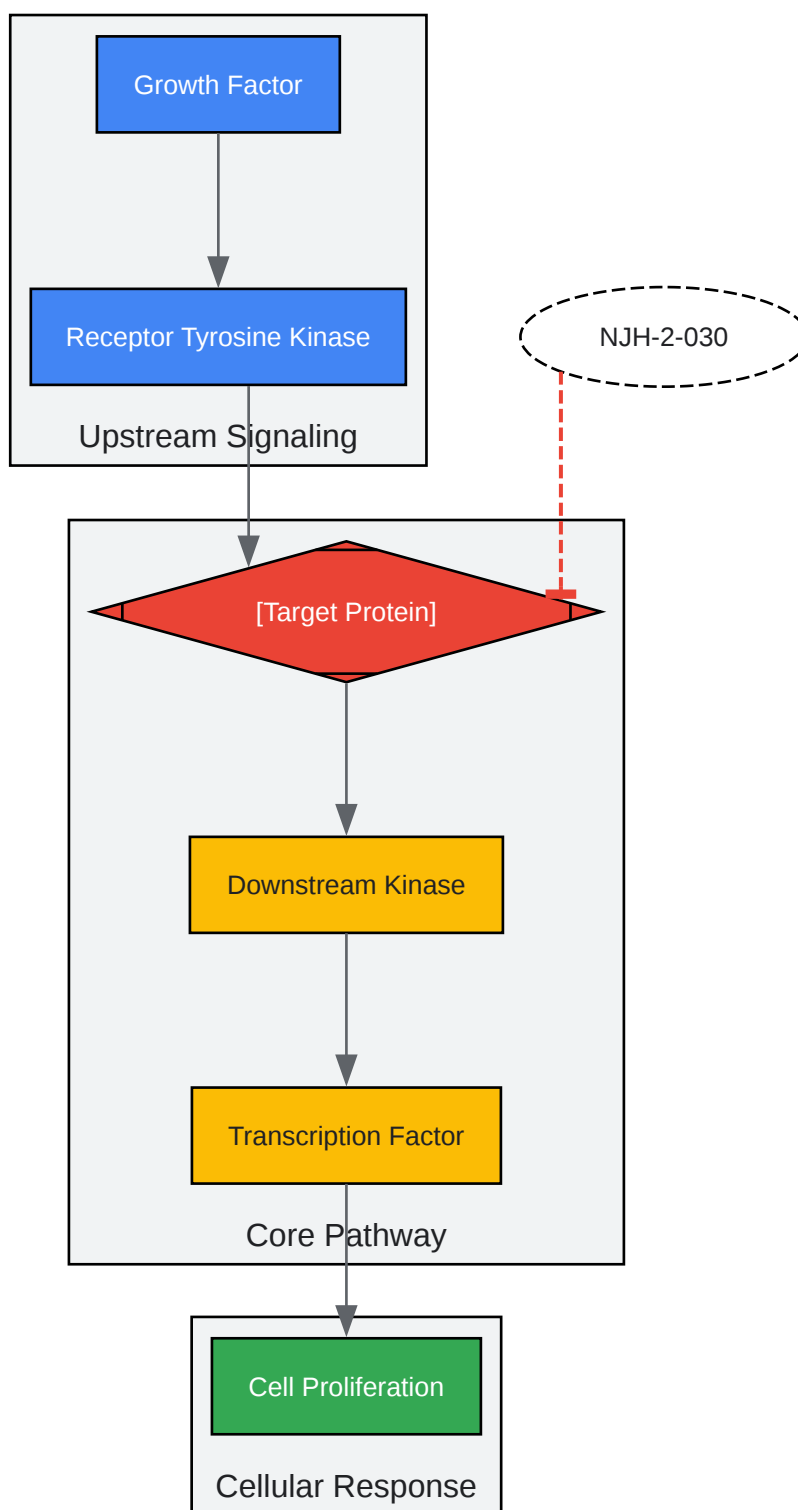 Growth Factor
Receptor Tyrosine Kinase
NJH-2-030
Upstream Signaling
[Target Protein]
Downstream Kinase
Transcription Factor
Core Pathway
Cell Proliferation
Cellular Response